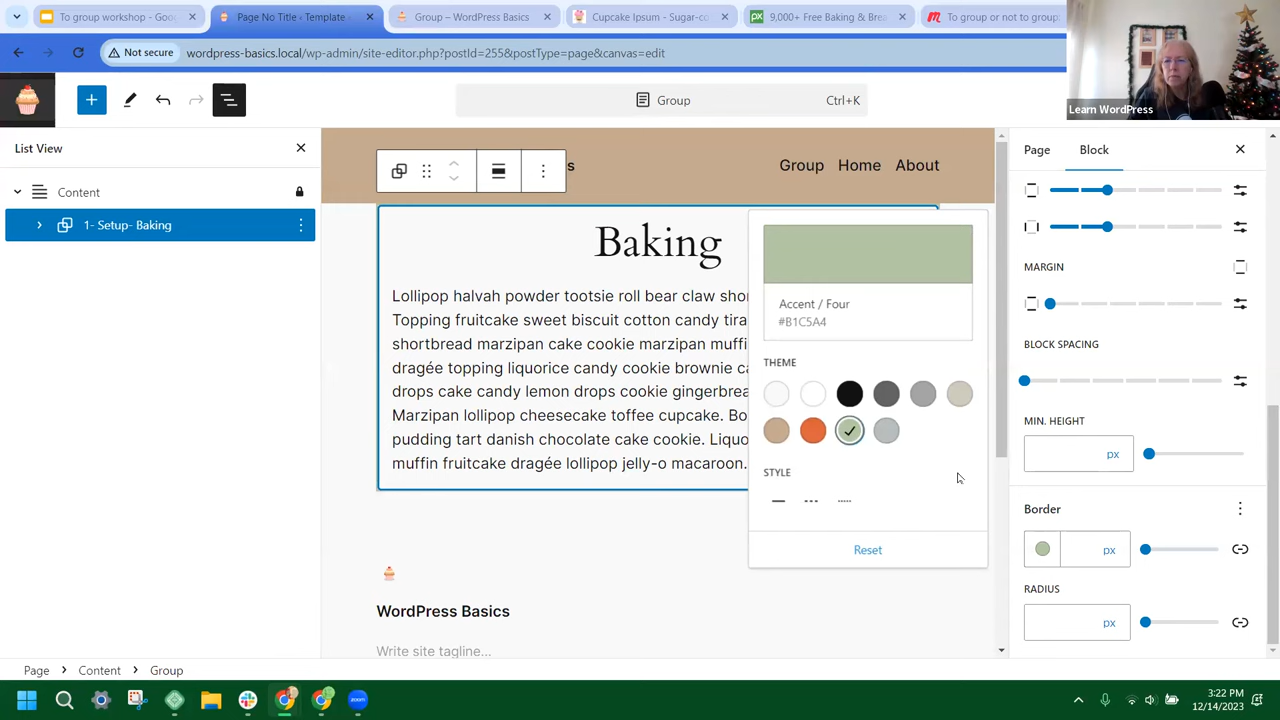 To group workshop - Goo
Page No Title - Template
Group – WordPress Basics
Cupcake Ipsum - Sugar-co
9,000+ Free Baking & Brea
To group or not to group:
Not secure
wordpress-basics.local/wp-admin/site-editor.php?postId=255&postType=page&canvas=edit
Learn WordPress
Group
Ctrl+K
List View
Content
1- Setup- Baking
s
Group Home About
Baking
Lollipop halvah powder tootsie roll bear claw sho
Topping fruitcake sweet biscuit cotton candy tira
shortbread marzipan cake cookie marzipan muffi
dragée topping liquorice candy cookie brownie ca
drops cake candy lemon drops cookie gingerbrea
Marzipan lollipop cheesecake toffee cupcake. Bo
pudding tart danish chocolate cake cookie. Liquo
muffin fruitcake dragée lollipop jelly-o macaroon.
WordPress Basics
Write site tagline...
Accent / Four
#B1C5A4
THEME
STYLE
Reset
Page Block
MARGIN
BLOCK SPACING
MIN. HEIGHT
px
Border
px
RADIUS
px
Page Content Group
zoom
3:22 PM
12/14/2023